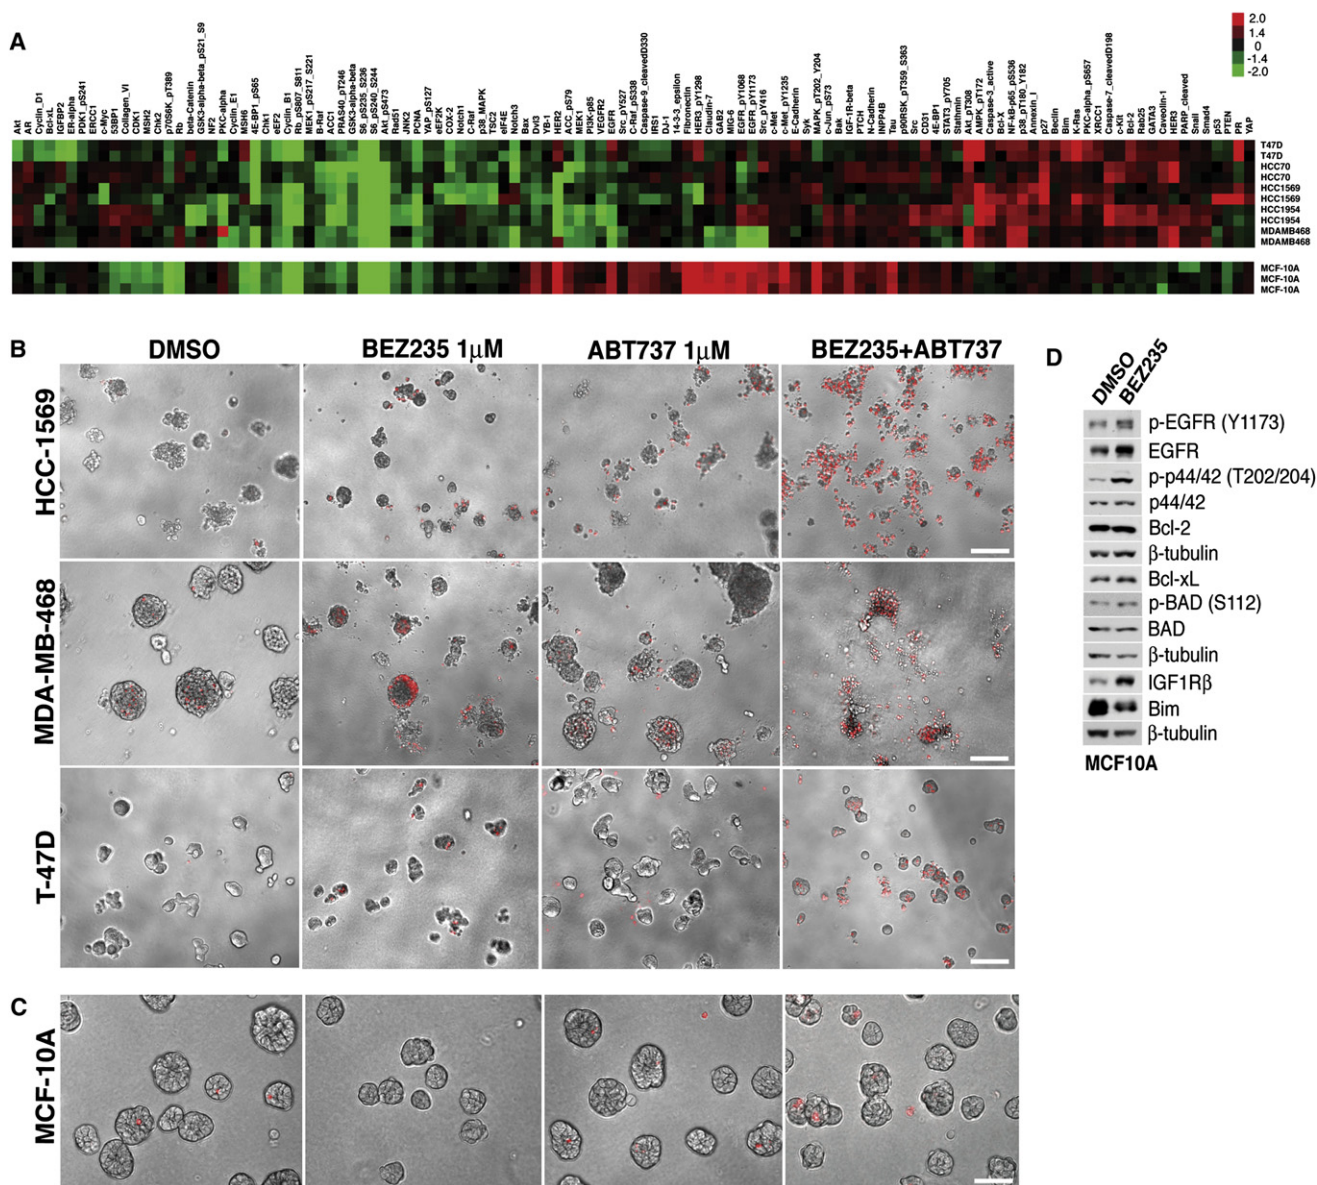 A
2.0
1.4
0
-1.4
-2.0
Akt
AR
Cyclin_D1
Bcl-xL
IGFBP2
ER-alpha
PDK1_pS241
ERCC1
c-Myc
53BP1
Collagen_VI
CDK1
MSH2
Chk2
p70S6K_pT389
Rb
beta-Catenin
GSK3-alpha-beta_pS21_S9
NF2
PKC-alpha
Cyclin_E1
MSH6
4E-BP1_pS65
Chk1
eEF2
Cyclin_B1
Rb_pS807_S811
MEK1_pS217_S221
B-Raf
ACC1
PRAS40_pT246
GSK3-alpha-beta
S6_pS235_S236
S6_pS240_S244
Akt_pS473
Rad51
JNK2
PCNA
YAP_pS127
eEF2K
COX-2
Notch1
C-Raf
p38_MAPK
TSC2
eIF4E
Notch3
Bax
Dvl3
YB-1
HER2
ACC_pS79
MEK1
PI3K-p85
VEGFR2
EGFR
Src_pY527
CD20
Caspase-9_cleavedD330
C-Raf_pS338
IRS1
DJ-1
14-3-3_epsilon
Fibronectin
HER3_pY1298
Claudin-7
GAB2
MIG-6
EGFR_pY1068
EGFR_pY1173
Src_pY416
c-Met
c-Met_pY1235
E-Cadherin
Syk
MAPK_pT202_Y204
c-Jun_pS73
Bak
IGF-1R-beta
PTCH
N-Cadherin
INPP4B
Tau
p90RSK_pT359_S363
Src
CD31
4E-BP1
STAT3_pY705
Stathmin
Akt_pT308
AMPK_pT172
Caspase-3_active
Bcl-X
NF-kB-p65_pS536
p38_pT180_Y182
Annexin_I
p27
Beclin
Bim
K-Ras
PKC-alpha_pS657
XRCC1
Caspase-7_cleavedD198
c-Kit
Bcl-2
Rab25
GATA3
Caveolin-1
HER3
PARP_cleaved
Snail
Smad4
p53
PTEN
PR
YAP
T47D
T47D
HCC70
HCC70
HCC1569
HCC1569
HCC1954
HCC1954
MDAMB468
MDAMB468
MCF-10A
MCF-10A
MCF-10A
B
DMSO
BEZ235 1μM
ABT737 1μM
BEZ235+ABT737
HCC-1569
MDA-MB-468
T-47D
C
MCF-10A
D
DMSO
BEZ235
p-EGFR (Y1173)
EGFR
p-p44/42 (T202/204)
p44/42
Bcl-2
β-tubulin
Bcl-xL
p-BAD (S112)
BAD
β-tubulin
IGF1Rβ
Bim
β-tubulin
MCF10A